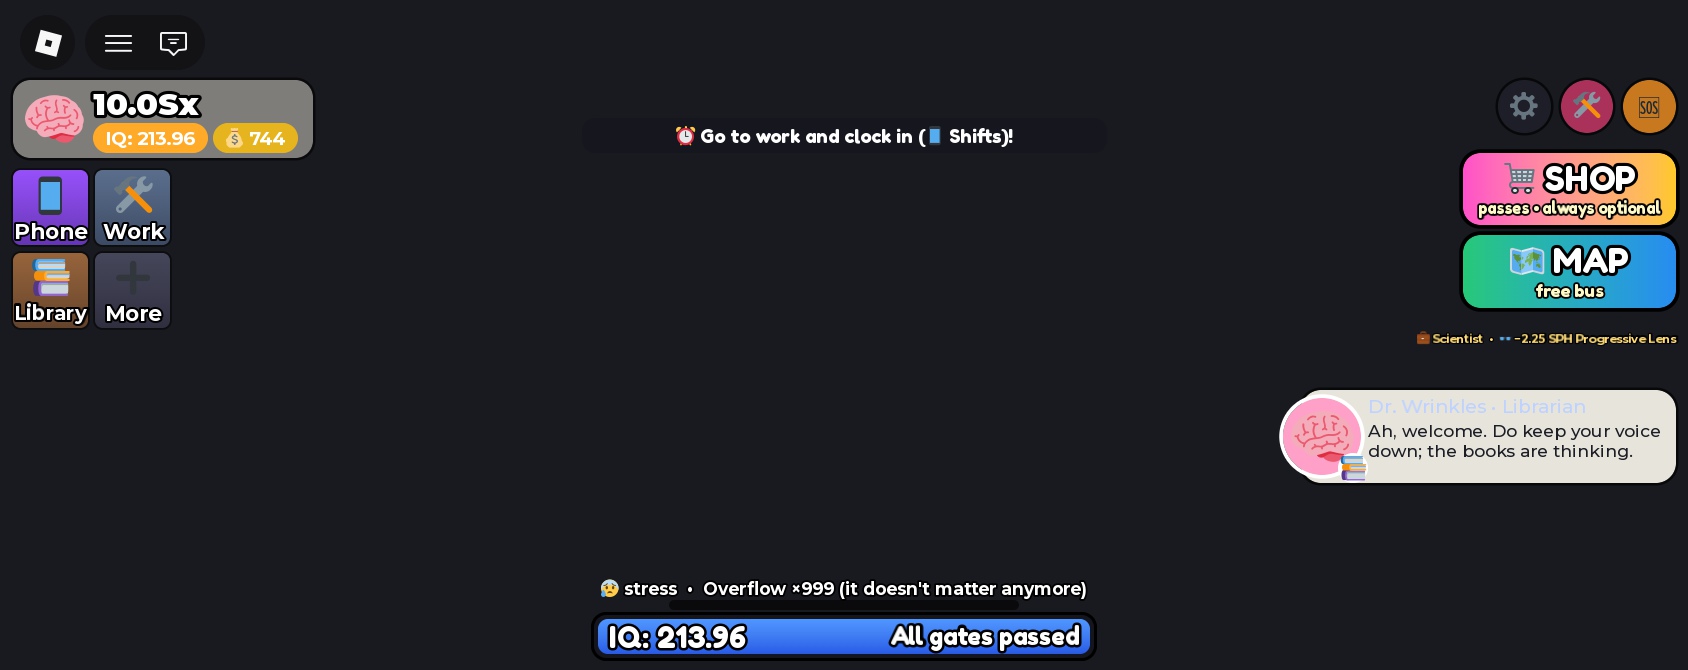 10.0Sx
IQ: 213.96
744
Phone
Work
Library
More
Go to work and clock in ( Shifts)!
SOS
SHOP
passes • always optional
MAP
free bus
Scientist • −2.25 SPH Progressive Lens
Dr. Wrinkles · Librarian
Ah, welcome. Do keep your voice
down; the books are thinking.
stress • Overflow ×999 (it doesn't matter anymore)
IQ: 213.96
All gates passed